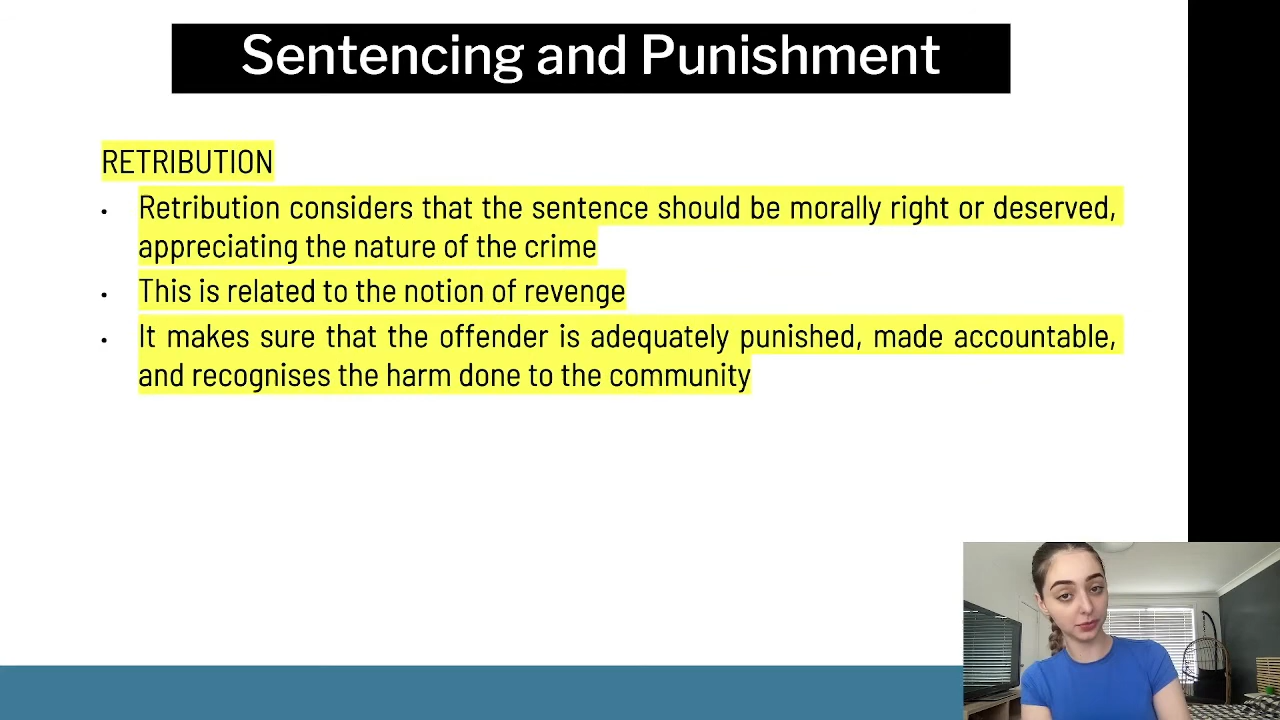 Sentencing and Punishment
RETRIBUTION
• Retribution considers that the sentence should be morally right or deserved,
appreciating the nature of the crime
• This is related to the notion of revenge
• It makes sure that the offender is adequately punished, made accountable,
and recognises the harm done to the community